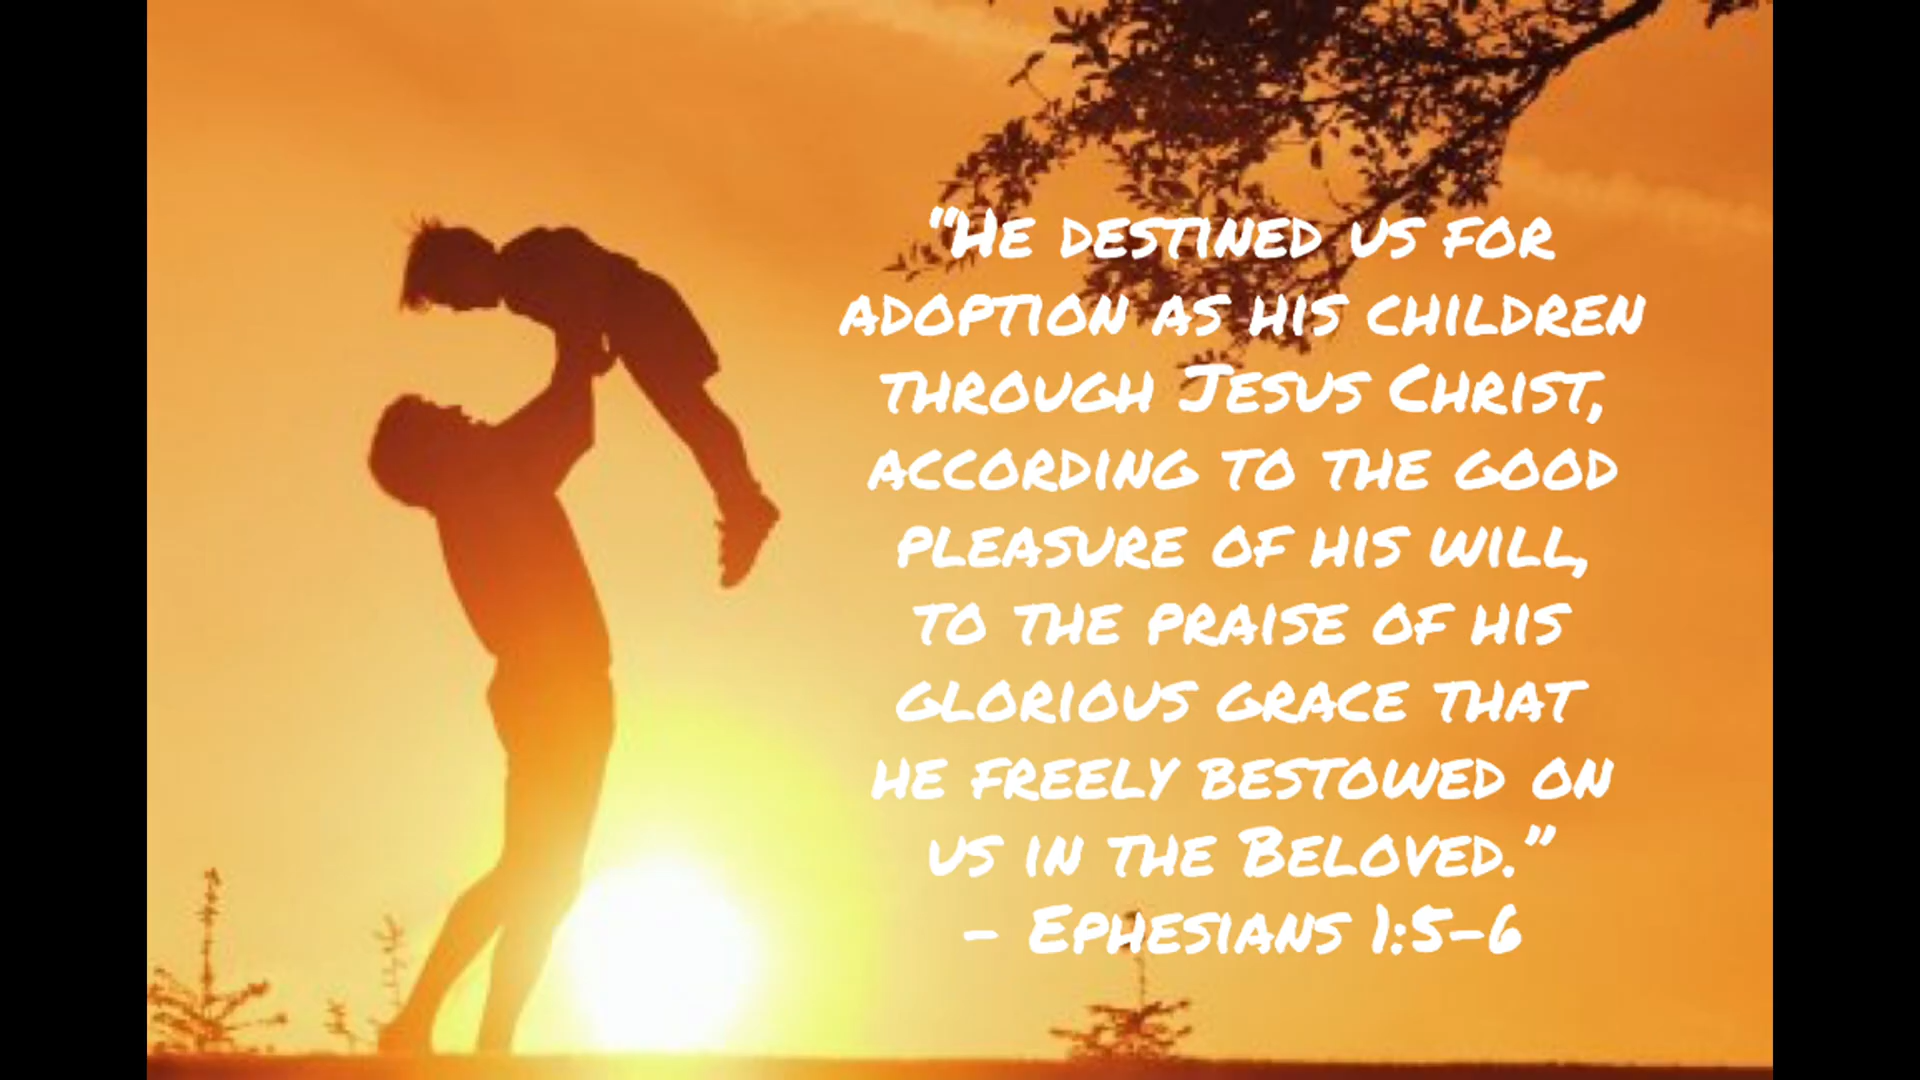 “He destined us for
adoption as his children
through Jesus Christ,
according to the good
pleasure of his will,
to the praise of his
glorious grace that
he freely bestowed on
us in the Beloved.”
– Ephesians 1:5–6